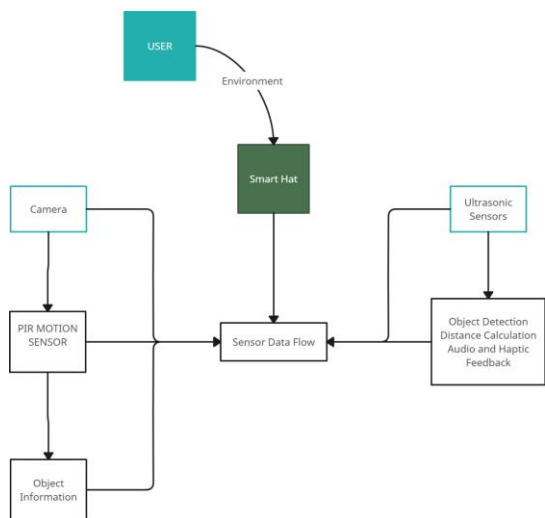 USER
Environment
Smart Hat
Camera
Ultrasonic
Sensors
PIR MOTION
SENSOR
Sensor Data Flow
Object Detection
Distance Calculation
Audio and Haptic
Feedback
Object
Information